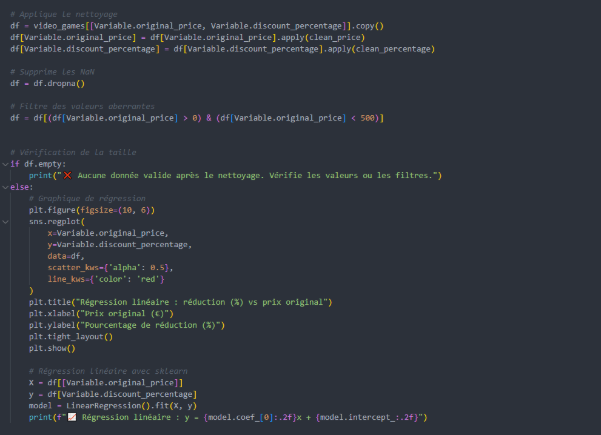 # Applique le nettoyage
df = video_games[[Variable.original_price, Variable.discount_percentage]].copy()
df[Variable.original_price] = df[Variable.original_price].apply(clean_price)
df[Variable.discount_percentage] = df[Variable.discount_percentage].apply(clean_percentage)
# Supprime les NaN
df = df.dropna()
# Filtre des valeurs aberrantes
df = df[(df[Variable.original_price] > 0) & (df[Variable.original_price] < 500)]
# Vérification de la taille
if df.empty:
    print("❌ Aucune donnée valide après le nettoyage. Vérifie les valeurs ou les filtres.")
else:
    # Graphique de régression
    plt.figure(figsize=(10, 6))
    sns.regplot(
        x=Variable.original_price,
        y=Variable.discount_percentage,
        data=df,
        scatter_kws={'alpha': 0.5},
        line_kws={'color': 'red'}
    )
    plt.title("Régression linéaire : réduction (%) vs prix original")
    plt.xlabel("Prix original (€)")
    plt.ylabel("Pourcentage de réduction (%)")
    plt.tight_layout()
    plt.show()
    # Régression linéaire avec sklearn
    X = df[[Variable.original_price]]
    y = df[Variable.discount_percentage]
    model = LinearRegression().fit(X, y)
    print(f"📈 Régression linéaire : y = {model.coef_[0]:.2f}x + {model.intercept_:.2f}")